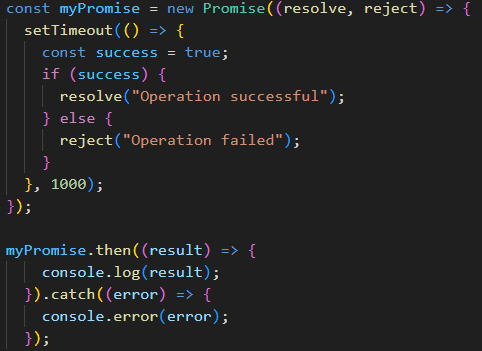 const myPromise = new Promise((resolve, reject) => {
  setTimeout(() => {
    const success = true;
    if (success) {
      resolve("Operation successful");
    } else {
      reject("Operation failed");
    }
  }, 1000);
});

myPromise.then((result) => {
    console.log(result);
  }).catch((error) => {
    console.error(error);
  });